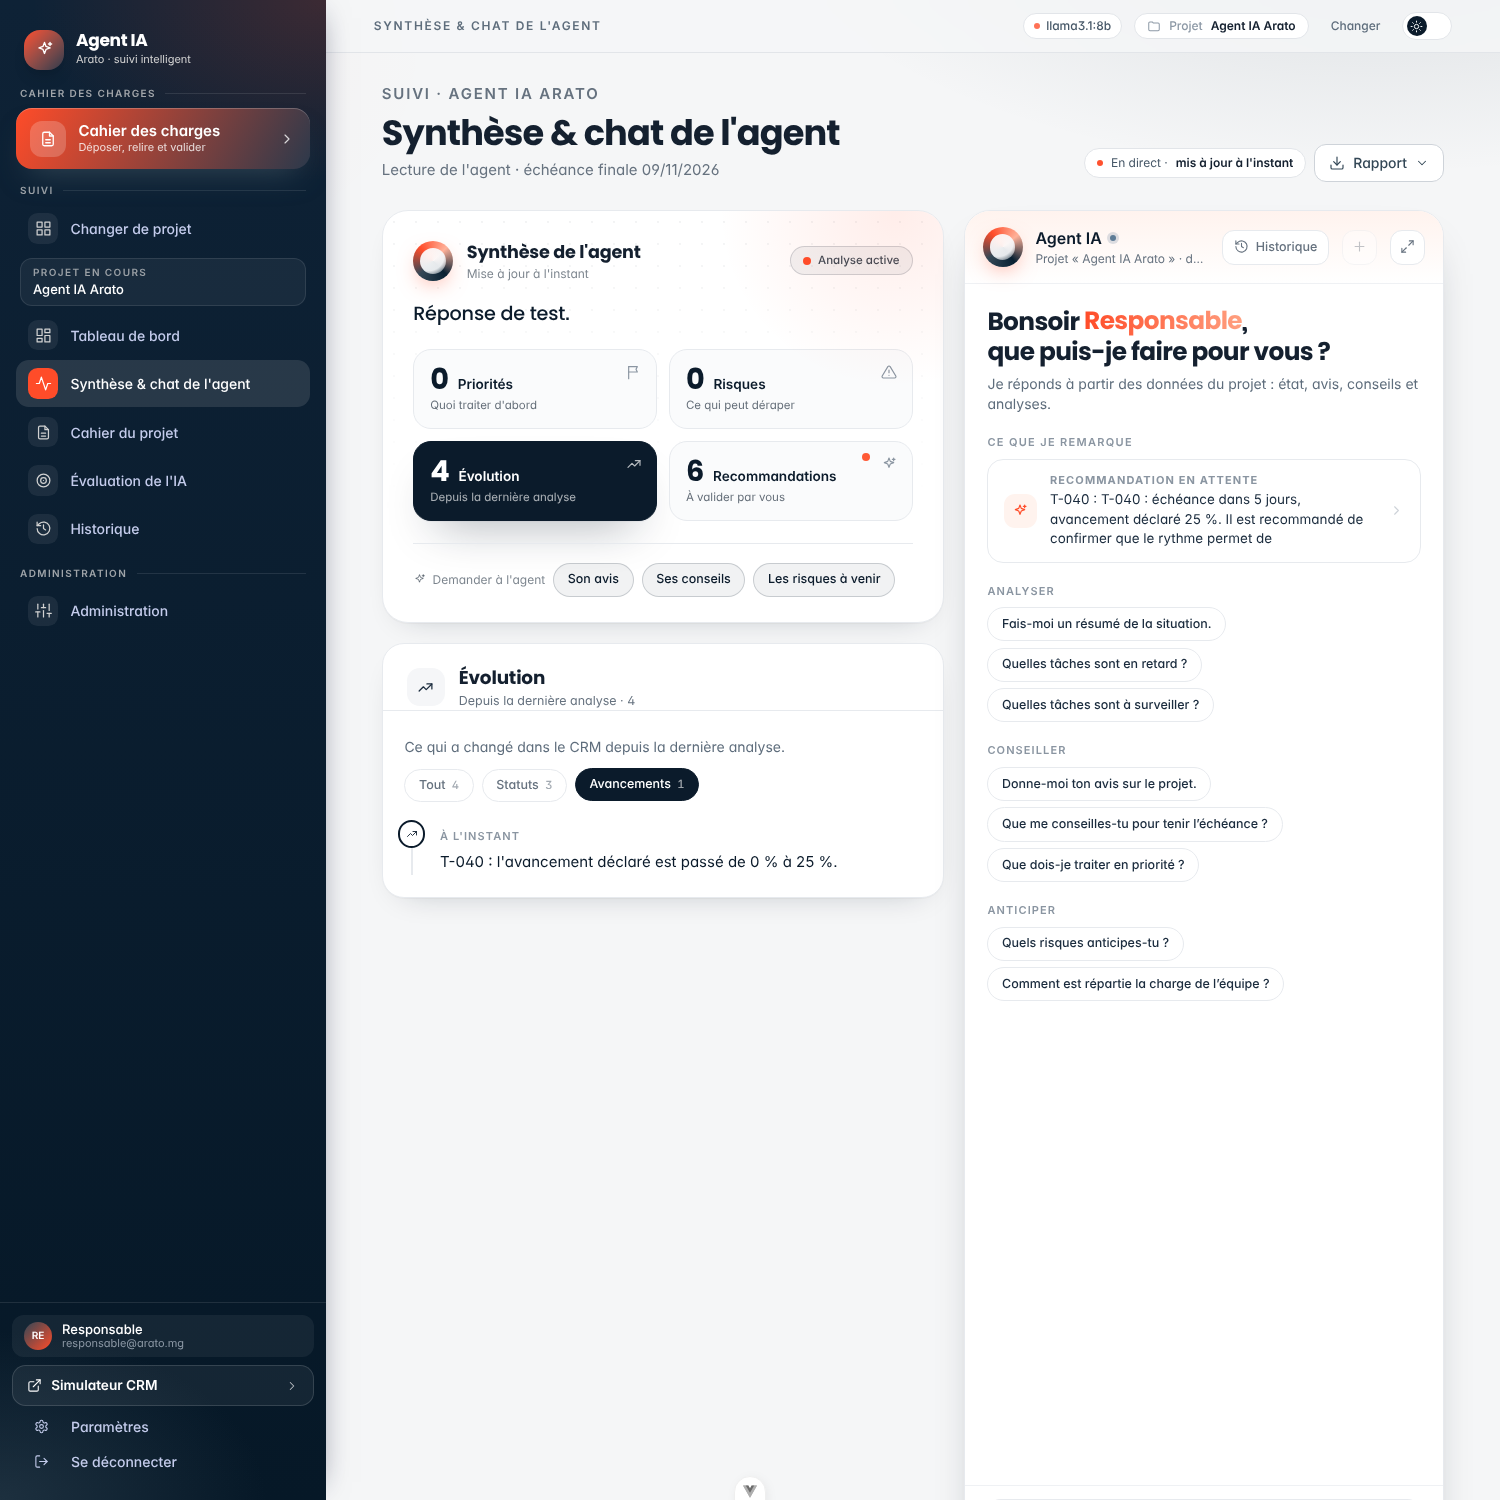 Agent IA
Arato · suivi intelligent
CAHIER DES CHARGES
Cahier des charges
Déposer, relire et valider
SUIVI
Changer de projet
PROJET EN COURS
Agent IA Arato
Tableau de bord
Synthèse & chat de l'agent
Cahier du projet
Évaluation de l'IA
Historique
ADMINISTRATION
Administration
RE
Responsable
responsable@arato.mg
Simulateur CRM
Paramètres
Se déconnecter
SYNTHÈSE & CHAT DE L'AGENT
llama3.1:8b
Projet Agent IA Arato
Changer
SUIVI · AGENT IA ARATO
Synthèse & chat de l'agent
Lecture de l'agent · échéance finale 09/11/2026
En direct · mis à jour à l'instant
Rapport
Synthèse de l'agent
Mise à jour à l'instant
Analyse active
Réponse de test.
0 Priorités
Quoi traiter d'abord
0 Risques
Ce qui peut déraper
4 Évolution
Depuis la dernière analyse
6 Recommandations
À valider par vous
Demander à l'agent
Son avis
Ses conseils
Les risques à venir
Évolution
Depuis la dernière analyse · 4
Ce qui a changé dans le CRM depuis la dernière analyse.
Tout 4
Statuts 3
Avancements 1
À L'INSTANT
T-040 : l'avancement déclaré est passé de 0 % à 25 %.
Agent IA
Projet « Agent IA Arato » · d...
Historique
Bonsoir Responsable,
que puis-je faire pour vous ?
Je réponds à partir des données du projet : état, avis, conseils et
analyses.
CE QUE JE REMARQUE
RECOMMANDATION EN ATTENTE
T-040 : T-040 : échéance dans 5 jours,
avancement déclaré 25 %. Il est recommandé de
confirmer que le rythme permet de
ANALYSER
Fais-moi un résumé de la situation.
Quelles tâches sont en retard ?
Quelles tâches sont à surveiller ?
CONSEILLER
Donne-moi ton avis sur le projet.
Que me conseilles-tu pour tenir l'échéance ?
Que dois-je traiter en priorité ?
ANTICIPER
Quels risques anticipes-tu ?
Comment est répartie la charge de l'équipe ?